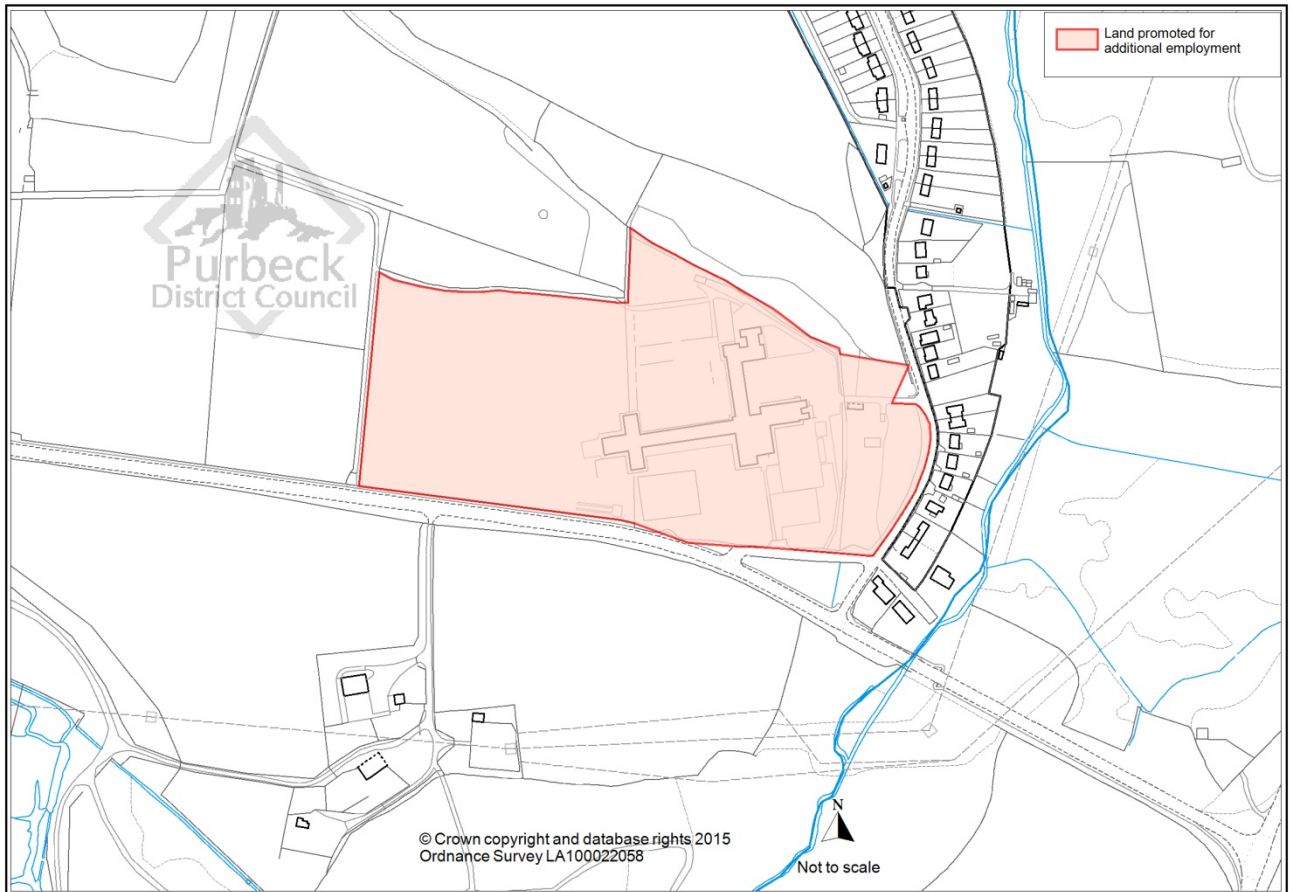 Land promoted for
additional employment
Purbeck
District Council
© Crown copyright and database rights 2015
Ordnance Survey LA100022058
N
Not to scale